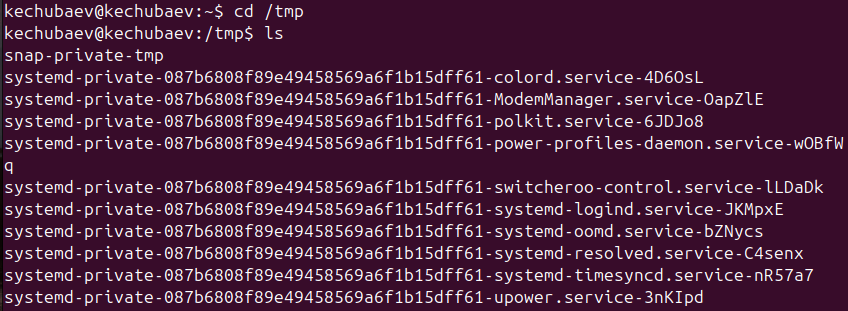 kechubaev@kechubaev:~$ cd /tmp
kechubaev@kechubaev:/tmp$ ls
snap-private-tmp
systemd-private-087b6808f89e49458569a6f1b15dff61-colord.service-4D6OsL
systemd-private-087b6808f89e49458569a6f1b15dff61-ModemManager.service-OapZlE
systemd-private-087b6808f89e49458569a6f1b15dff61-polkit.service-6JDJo8
systemd-private-087b6808f89e49458569a6f1b15dff61-power-profiles-daemon.service-wOBfW
q
systemd-private-087b6808f89e49458569a6f1b15dff61-switcheroo-control.service-lLDaDk
systemd-private-087b6808f89e49458569a6f1b15dff61-systemd-logind.service-JKMpxE
systemd-private-087b6808f89e49458569a6f1b15dff61-systemd-oomd.service-bZNycs
systemd-private-087b6808f89e49458569a6f1b15dff61-systemd-resolved.service-C4senx
systemd-private-087b6808f89e49458569a6f1b15dff61-systemd-timesyncd.service-nR57a7
systemd-private-087b6808f89e49458569a6f1b15dff61-upower.service-3nKIpd